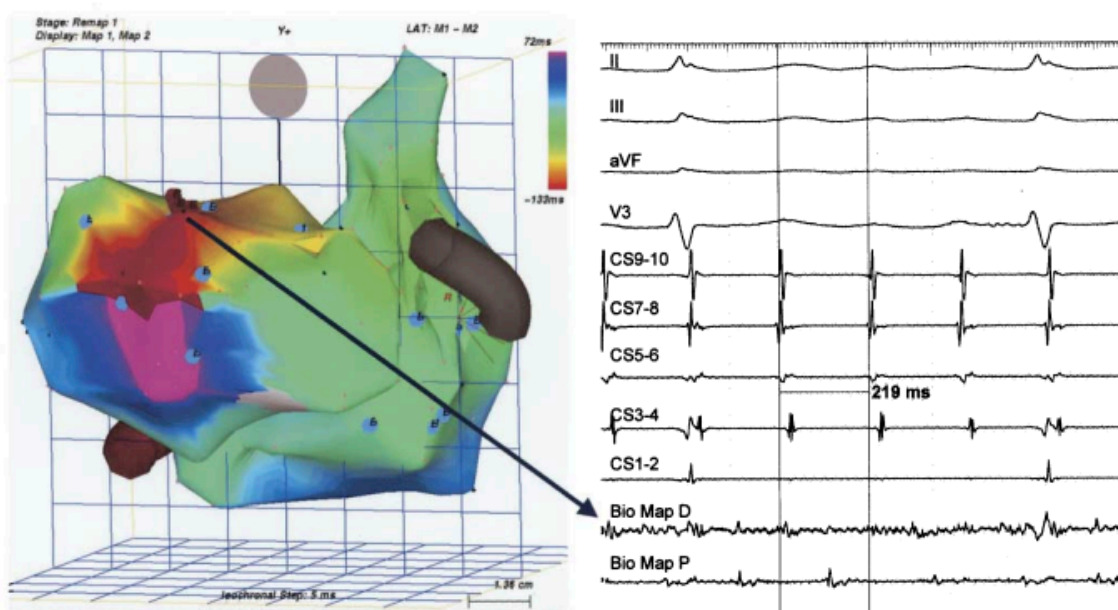 Stage: Remap 1
Display: Map 1, Map 2
Y+
LAT: M1 - M2
72ms
-133ms
1.36 cm
Isochronal Step: 5 ms
II
III
aVF
V3
CS9-10
CS7-8
CS5-6
219 ms
CS3-4
CS1-2
Bio Map D
Bio Map P